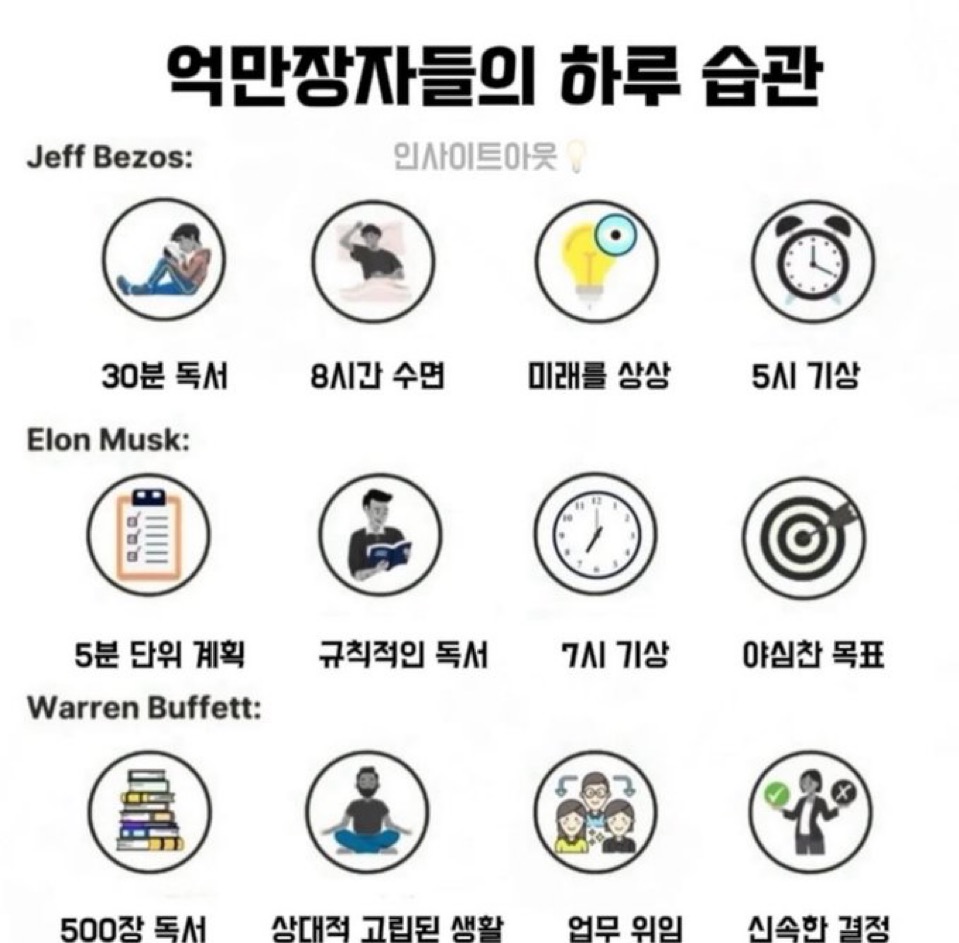 억만장자들의 하루 습관
Jeff Bezos:
인사이트아웃
30분 독서 8시간 수면 미래를 상상 5시 기상
Elon Musk:
5분 단위 계획 규칙적인 독서 7시 기상 야심찬 목표
Warren Buffett:
500장 독서 상대적 고립된 생활 업무 위임 신속한 결정